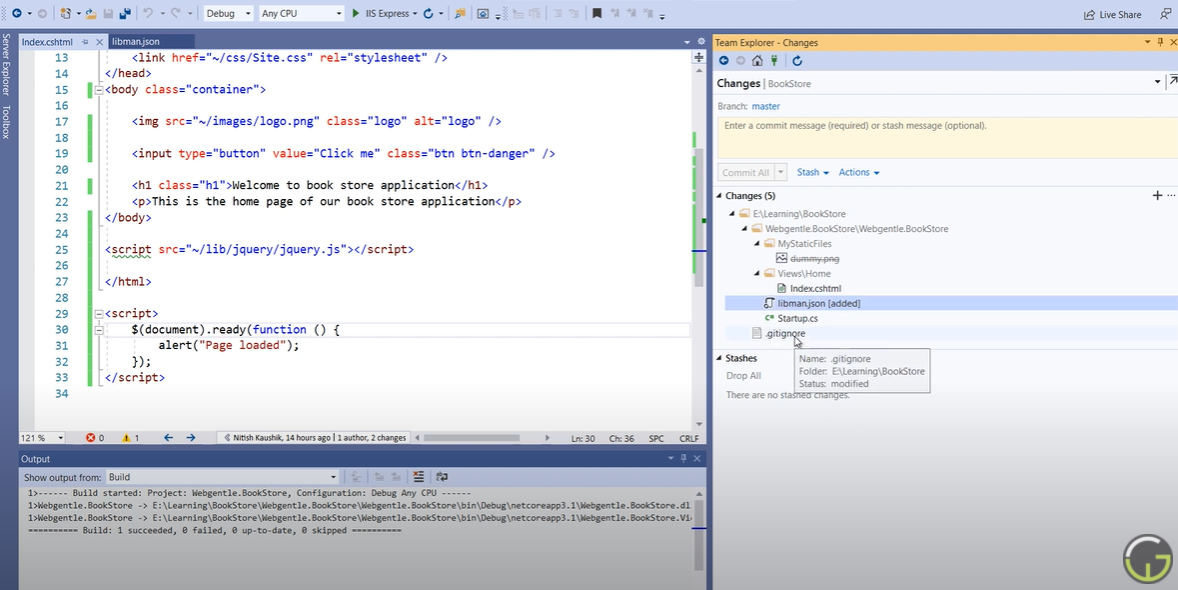 Debug
Any CPU
IIS Express
Live Share
Server Explorer
Toolbox
Index.cshtml
libman.json
13 <link href="~/css/Site.css" rel="stylesheet" />
14 </head>
15 <body class="container">
16
17 <img src="~/images/logo.png" class="logo" alt="logo" />
18
19 <input type="button" value="Click me" class="btn btn-danger" />
20
21 <h1 class="h1">Welcome to book store application</h1>
22 <p>This is the home page of our book store application</p>
23 </body>
24
25 <script src="~/lib/jquery/jquery.js"></script>
26
27 </html>
28
29 <script>
30 $(document).ready(function () {
31 alert("Page loaded");
32 });
33 </script>
34
121 %
0
1
Nitish Kaushik, 14 hours ago | 1 author, 2 changes
Ln: 30 Ch: 36 SPC CRLF
Output
Show output from: Build
1>------ Build started: Project: Webgentle.BookStore, Configuration: Debug Any CPU ------
1>Webgentle.BookStore -> E:\Learning\BookStore\Webgentle.BookStore\Webgentle.BookStore\bin\Debug\netcoreapp3.1\Webgentle.BookStore.dl
1>Webgentle.BookStore -> E:\Learning\BookStore\Webgentle.BookStore\Webgentle.BookStore\bin\Debug\netcoreapp3.1\Webgentle.BookStore.Vi
========== Build: 1 succeeded, 0 failed, 0 up-to-date, 0 skipped ==========
Team Explorer - Changes
Changes | BookStore
Branch: master
Enter a commit message (required) or stash message (optional).
Commit All
Stash
Actions
Changes (5)
E:\Learning\BookStore
Webgentle.BookStore\Webgentle.BookStore
MyStaticFiles
dummy.png
Views\Home
Index.cshtml
libman.json [added]
Startup.cs
.gitignore
Name: .gitignore
Folder: E:\Learning\BookStore
Status: modified
Stashes
Drop All
There are no stashed changes.